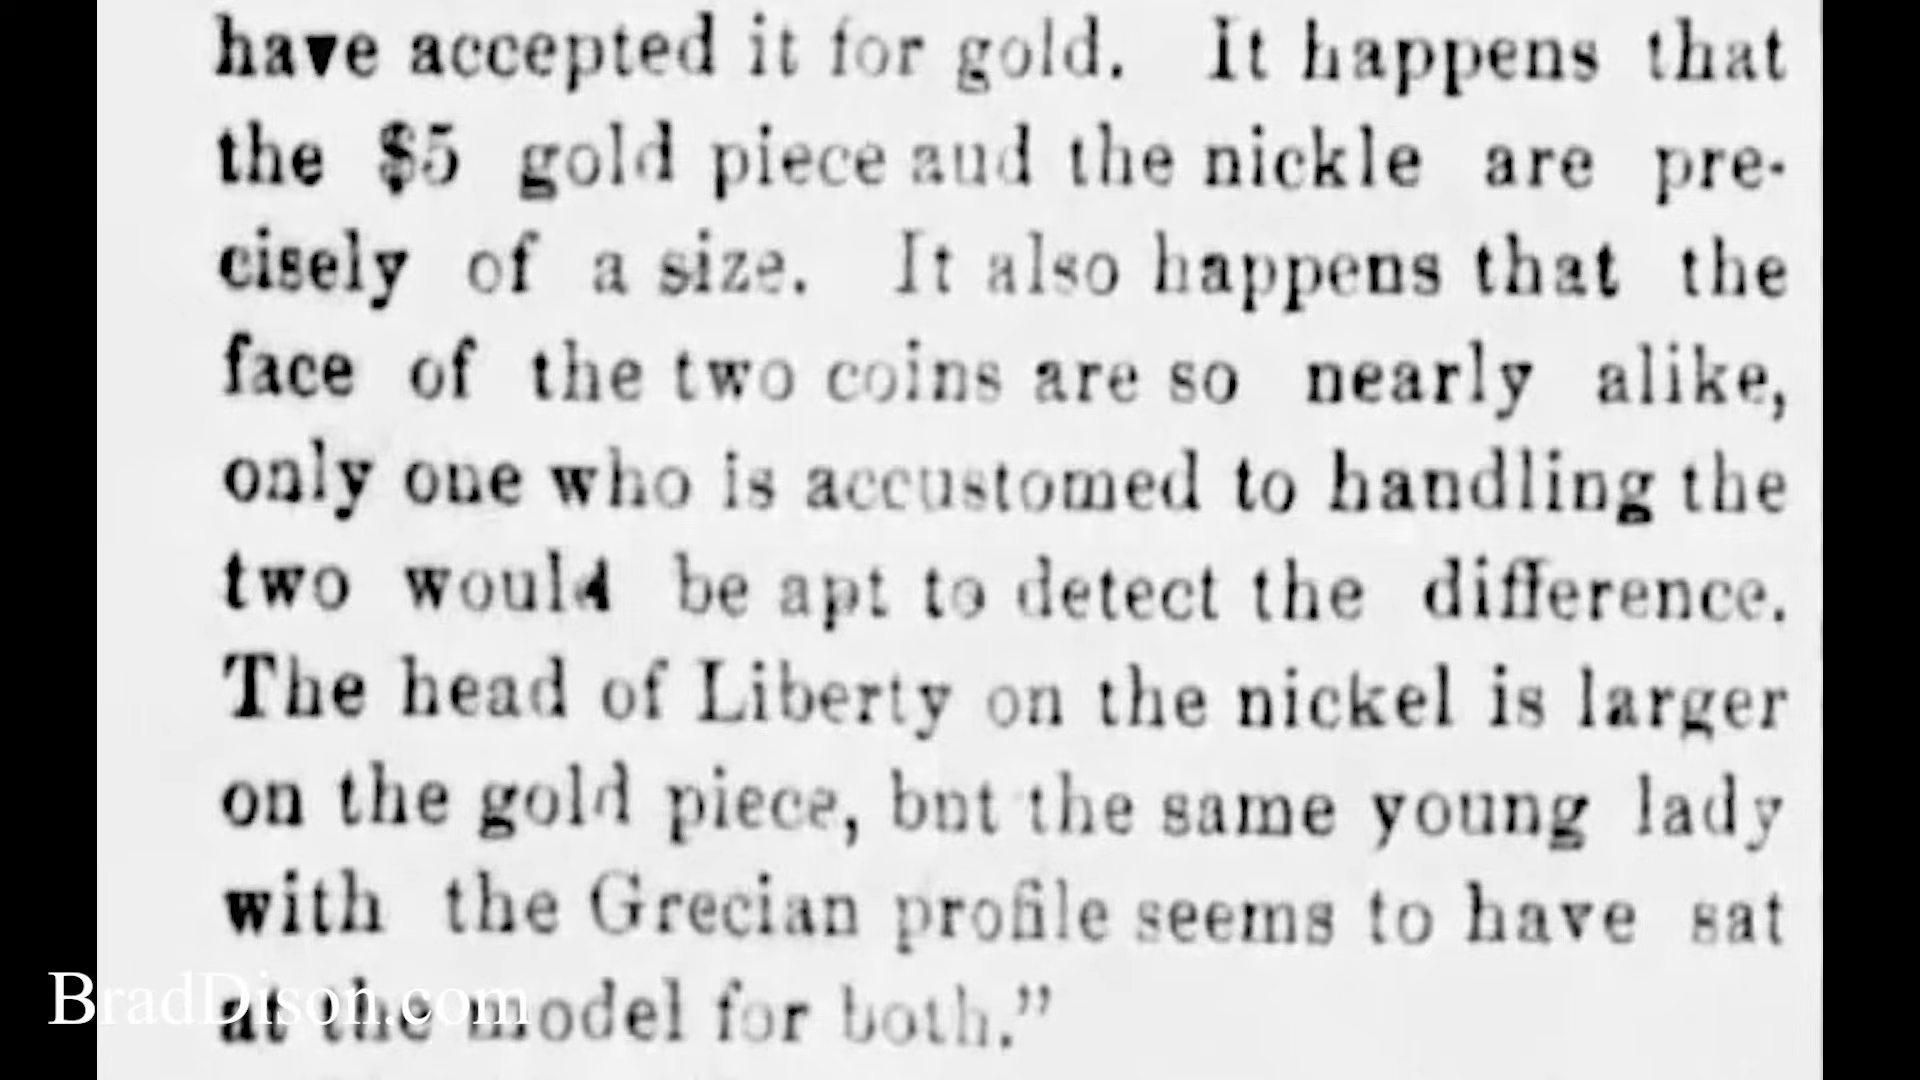 have accepted it for gold. It happens that
the $5 gold piece aud the nickle are pre-
cisely of a size. It also happens that the
face of the two coins are so nearly alike,
only one who is accustomed to handling the
two would be apt to detect the difference.
The head of Liberty on the nickel is larger
on the gold piece, bnt the same young lady
with the Grecian profile seems to have sat
at the model for both.”
BradDison.com